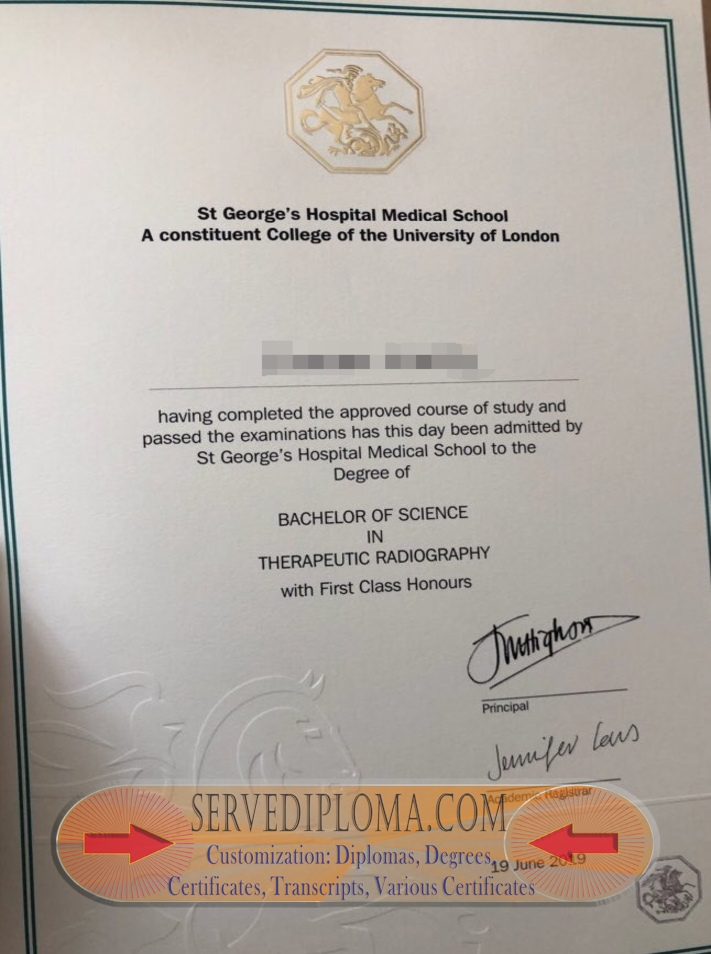 St George's Hospital Medical School
A constituent College of the University of London
having completed the approved course of study and
passed the examinations has this day been admitted by
St George's Hospital Medical School to the
Degree of
BACHELOR OF SCIENCE
IN
THERAPEUTIC RADIOGRAPHY
with First Class Honours
Principal
Jennifer
Academic Registrar
SERVEDIPLOMA.COM
Customization: Diplomas, Degrees,
19 June 2019
Certificates, Transcripts, Various Certificates